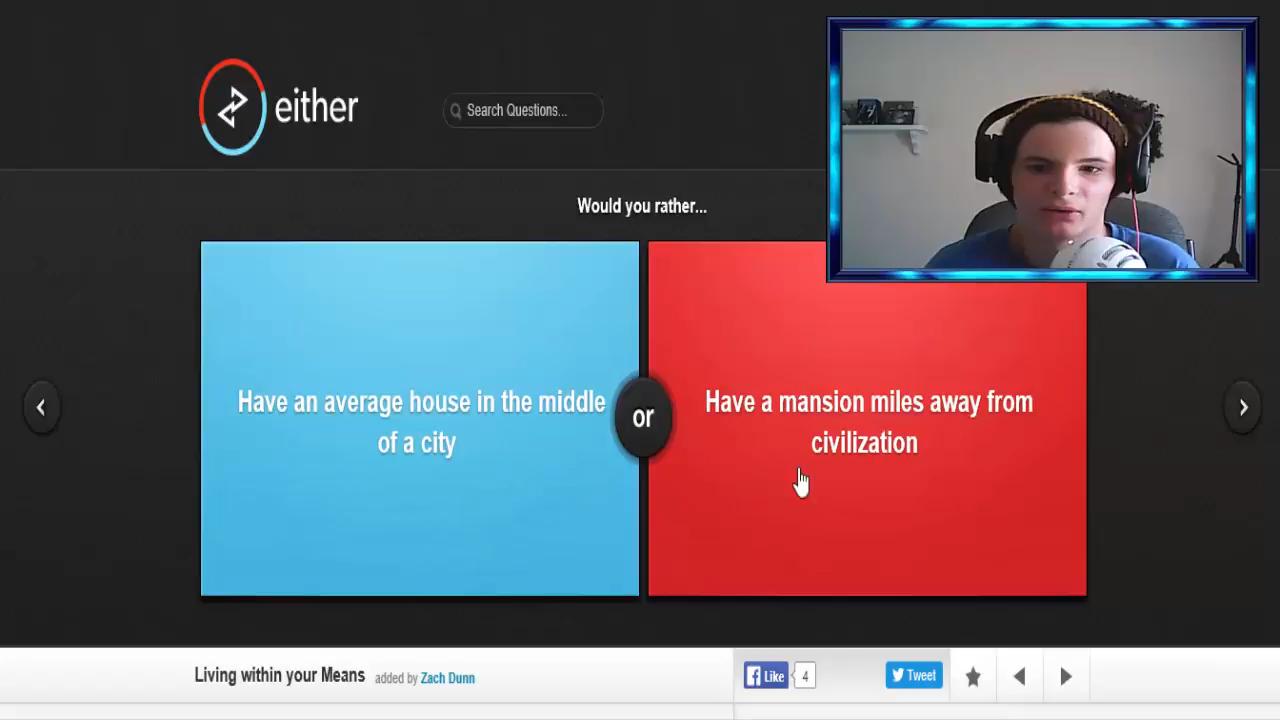 either
Search Questions...
Would you rather...
Have an average house in the middle
of a city
or
Have a mansion miles away from
civilization
Living within your Means added by Zach Dunn
Like 4
Tweet